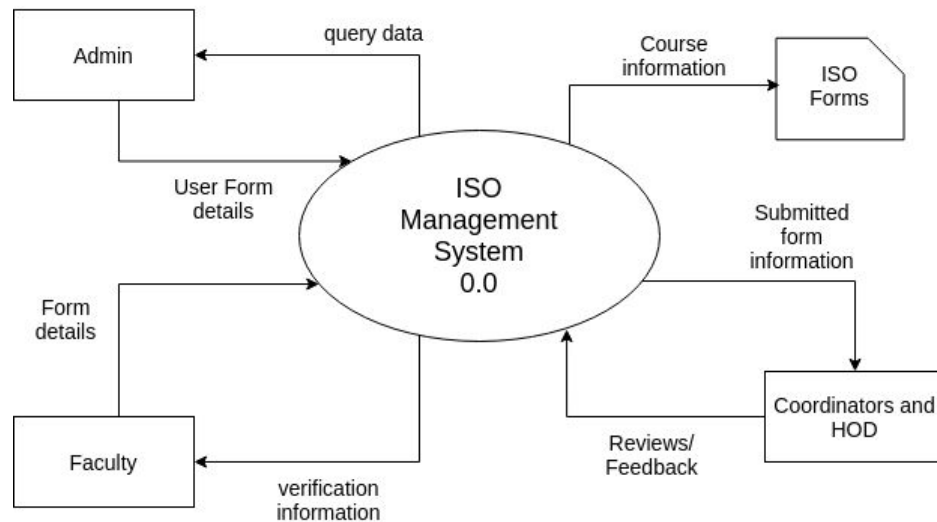 Admin
query data
Course
information
ISO
Forms
User Form
details
ISO
Management
System
0.0
Submitted
form
information
Form
details
Faculty
verification
information
Reviews/
Feedback
Coordinators and
HOD